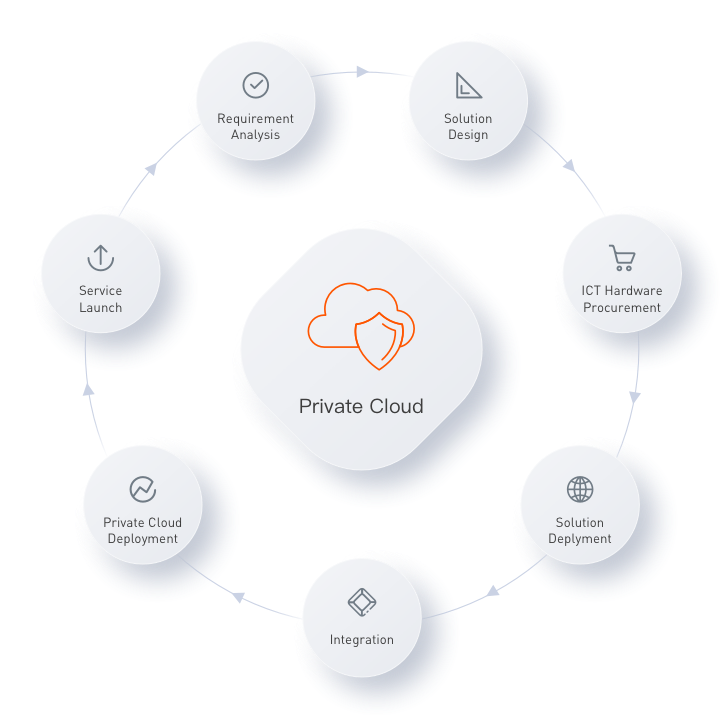 Requirement
Analysis
Solution
Design
Service
Launch
ICT Hardware
Procurement
Private Cloud
Private Cloud
Deployment
Solution
Deplyment
Integration